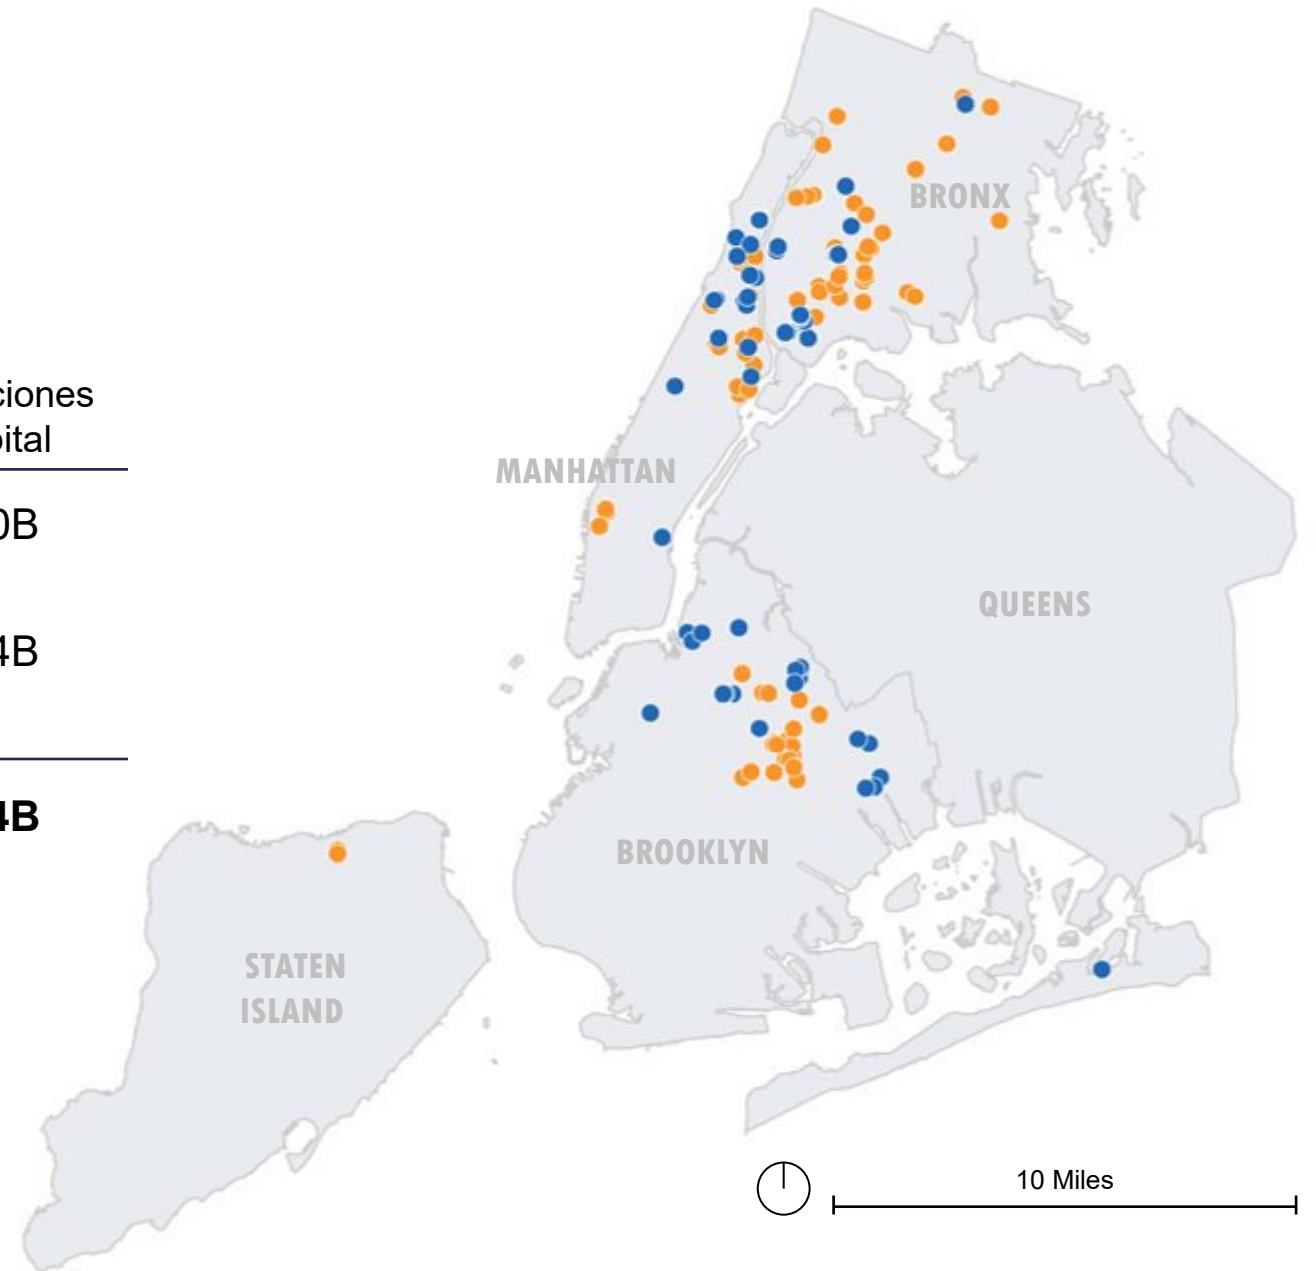 ciones
pital
0B
4B
4B
BRONX
MANHATTAN
QUEENS
BROOKLYN
STATEN
ISLAND
10 Miles